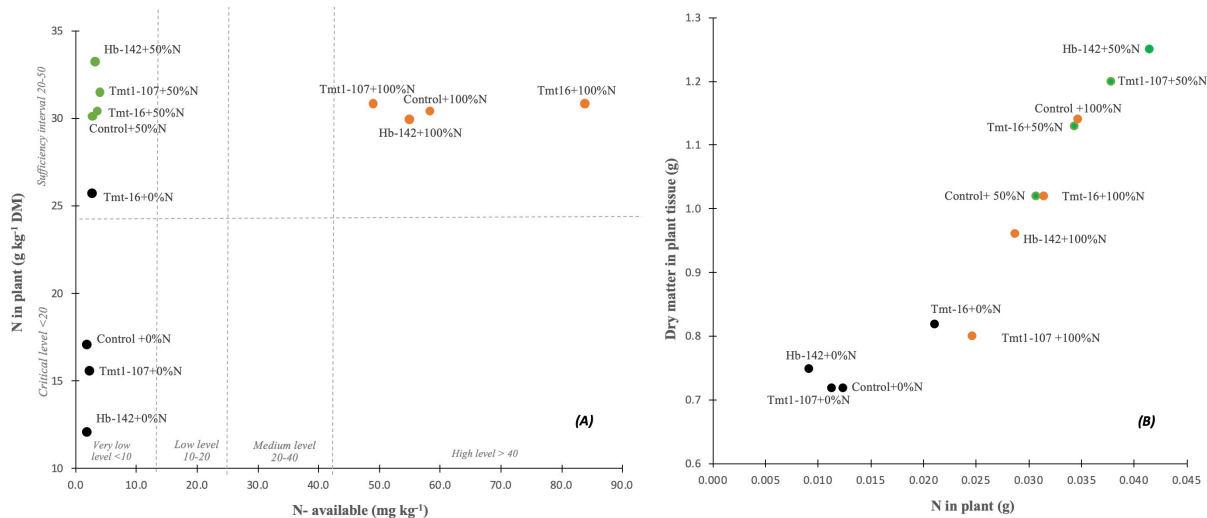 35
30
25
20
15
10
N in plant (g kg⁻¹ DM)
Sufficiency interval 20-50
Critical level <20
Hb-142+50%N
Tmt1-107+50%N
Tmt-16+50%N
Control+50%N
Tmt1-107+100%N
Control+100%N
Hb-142+100%N
Tmt16+100%N
Tmt-16+0%N
Control +0%N
Tmt1-107+0%N
Hb-142+0%N
(A)
Very low
level <10
Low level
10-20
Medium level
20-40
High level > 40
0.0 10.0 20.0 30.0 40.0 50.0 60.0 70.0 80.0 90.0
N- available (mg kg⁻¹)
1.3
1.2
1.1
1.0
0.9
0.8
0.7
0.6
Dry matter in plant tissue (g)
Hb-142+50%N
Tmt1-107+50%N
Control +100%N
Tmt-16+50%N
Control+ 50%N
Tmt-16+100%N
Hb-142+100%N
Tmt-16+0%N
Tmt1-107 +100%N
Hb-142+0%N
Control+0%N
Tmt1-107+0%N
(B)
0.000 0.005 0.010 0.015 0.020 0.025 0.030 0.035 0.040 0.045
N in plant (g)